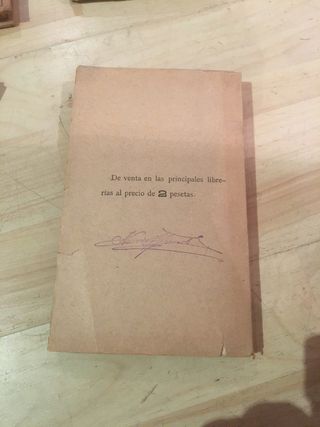 De venta en las principales libre-
rías al precio de 2 pesetas.